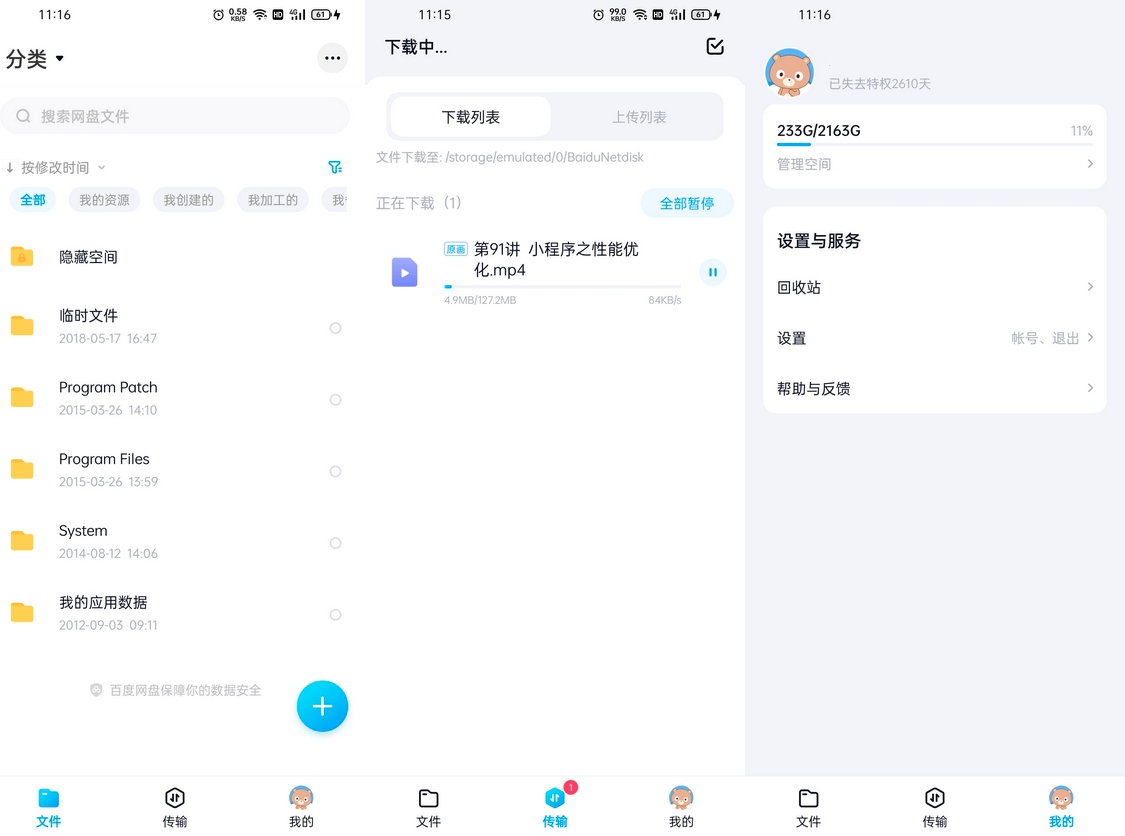 11:16
0.58
KB/S
HD
4G
61
分类
搜索网盘文件
按修改时间
全部
我的资源
我创建的
我加工的
隐藏空间
临时文件
2018-05-17 16:47
Program Patch
2015-03-26 14:10
Program Files
2015-03-26 13:59
System
2014-08-12 14:06
我的应用数据
2012-09-03 09:11
百度网盘保障你的数据安全
文件
传输
我的
11:15
99.0
KB/S
HD
4G
61
下载中...
下载列表
上传列表
文件下载至: /storage/emulated/0/BaiduNetdisk
正在下载（1）
全部暂停
原画 第91讲 小程序之性能优
化.mp4
4.9MB/127.2MB
84KB/s
文件
1
传输
我的
11:16
已失去特权2610天
233G/2163G
11%
管理空间
设置与服务
回收站
设置
帐号、退出
帮助与反馈
文件
传输
我的